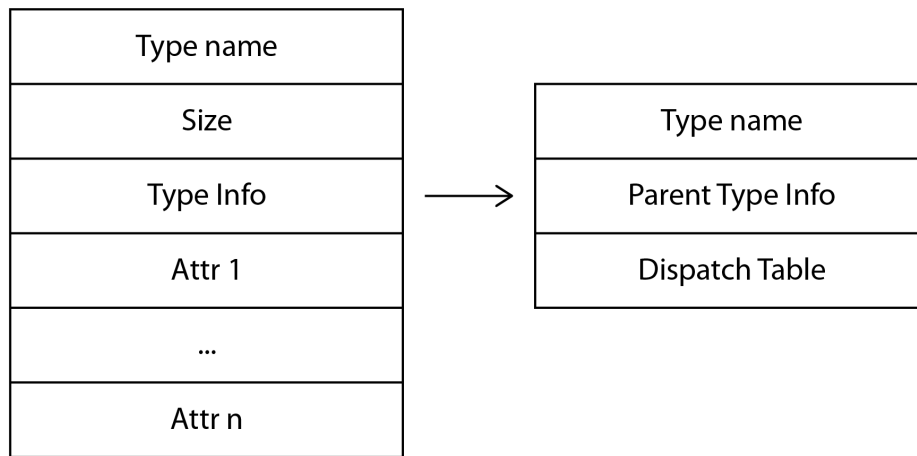 Type name
Size
Type Info
Attr 1
...
Attr n
Type name
Parent Type Info
Dispatch Table